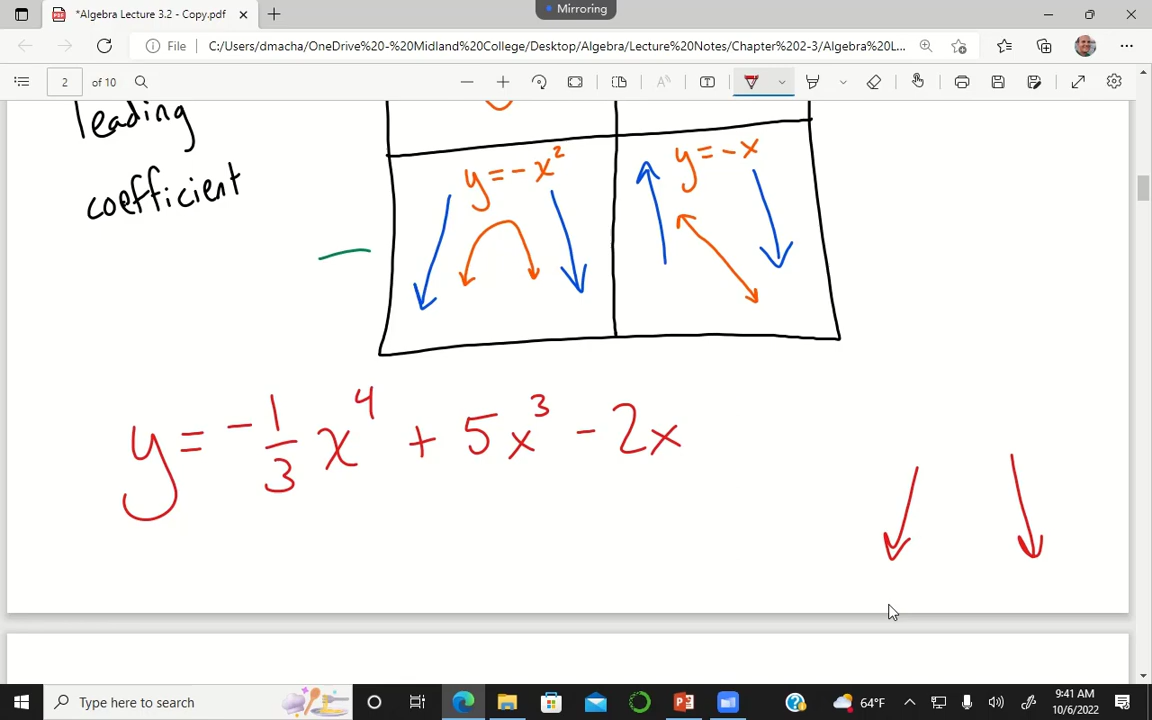 Mirroring
*Algebra Lecture 3.2 - Copy.pdf
File C:/Users/dmacha/OneDrive%20-%20Midland%20College/Desktop/Algebra/Lecture%20Notes/Chapter%202-3/Algebra%20L...
2 of 10
leading
coefficient
y = -x² y = -x
—
y = -1/3 x⁴ + 5x³ - 2x
Type here to search
64°F
9:41 AM
10/6/2022